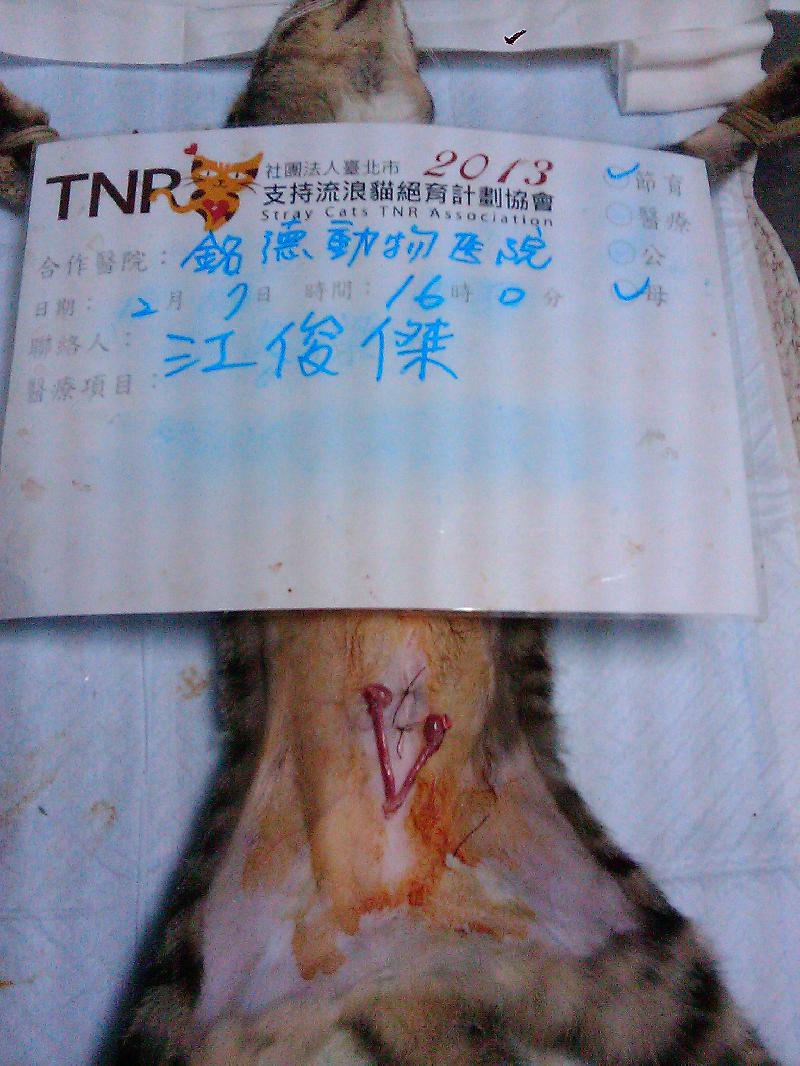 TNR 社團法人臺北市 2013
支持流浪貓絕育計劃協會
Stray Cats TNR Association
節育
醫療
公
母
合作醫院：銘德動物医院
日期：2月7日 時間：16時0分
聯絡人：江俊傑
醫療項目：